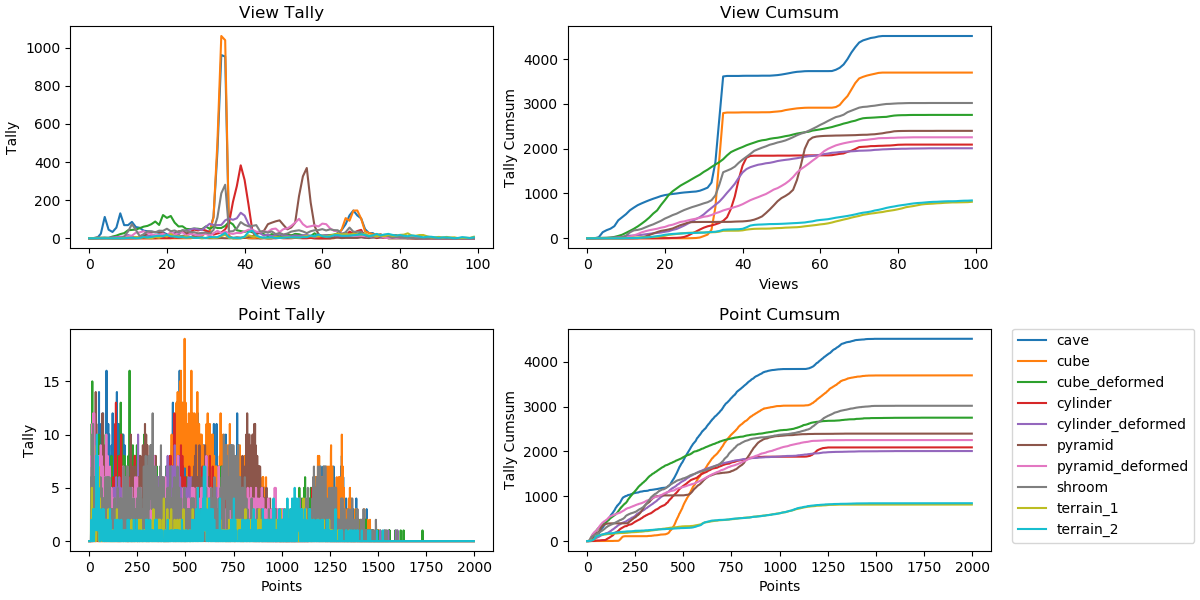 View Tally
Tally
1000
800
600
400
200
0
0 20 40 60 80 100
Views
View Cumsum
Tally Cumsum
4000
3000
2000
1000
0
0 20 40 60 80 100
Views
Point Tally
Tally
15
10
5
0
0 250 500 750 1000 1250 1500 1750 2000
Points
Point Cumsum
Tally Cumsum
4000
3000
2000
1000
0
0 250 500 750 1000 1250 1500 1750 2000
Points
cave
cube
cube_deformed
cylinder
cylinder_deformed
pyramid
pyramid_deformed
shroom
terrain_1
terrain_2